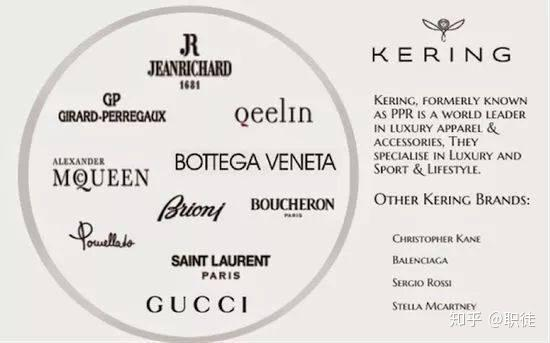 JR
JEANRICHARD
1681
GP
GIRARD-PERREGAUX
Qeelin
ALEXANDER
McQUEEN
BOTTEGA VENETA
Brioni
BOUCHERON
PARIS
Pomellato
SAINT LAURENT
PARIS
GUCCI
KERING
Kering, formerly known
as PPR is a world leader
in luxury apparel &
accessories, They
specialise in Luxury and
Sport & Lifestyle.
Other Kering Brands:
Christopher Kane
Balenciaga
Sergio Rossi
Stella Mcartney
知乎 @职徒